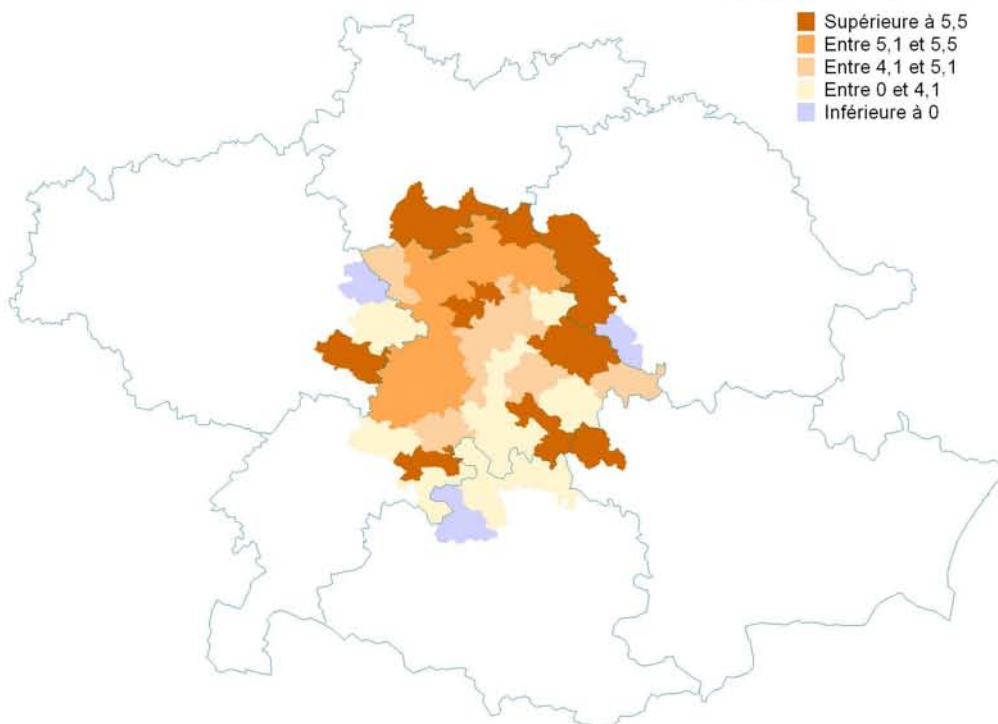 Supérieure à 5,5
Entre 5,1 et 5,5
Entre 4,1 et 5,1
Entre 0 et 4,1
Inférieure à 0